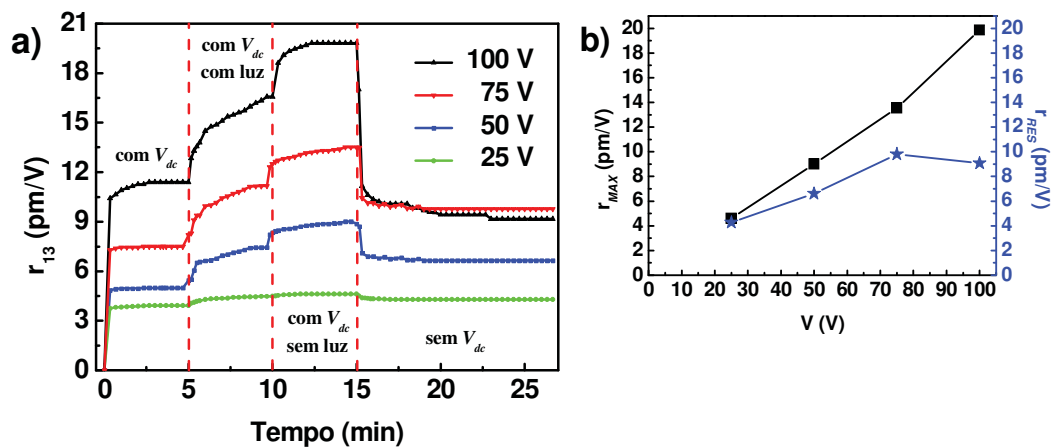 a)
21
18
15
12
9
6
3
0
r13 (pm/V)
com Vdc
com Vdc
com luz
100 V
75 V
50 V
25 V
com Vdc
sem luz
sem Vdc
0 5 10 15 20 25
Tempo (min)
b)
20
18
16
14
12
10
8
6
4
2
0
rMAX (pm/V)
0 10 20 30 40 50 60 70 80 90 100
V (V)
20
18
16
14
12
10
8
6
4
2
0
rRES (pm/V)